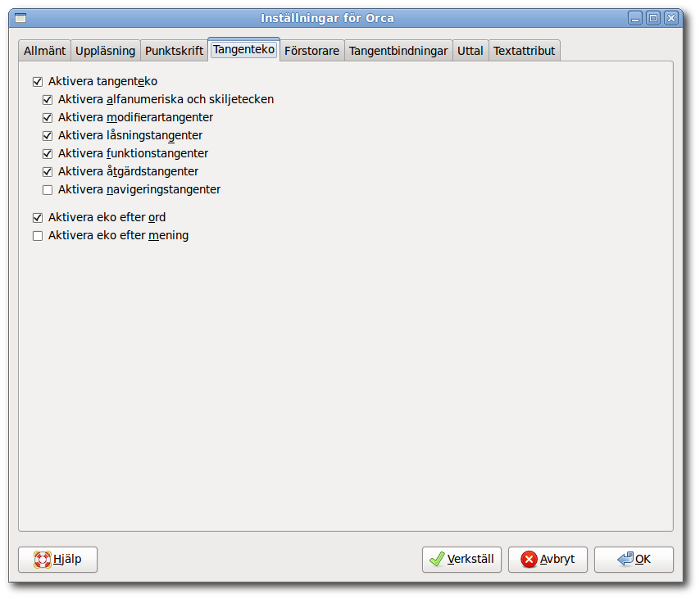 Inställningar för Orca
Allmänt Uppläsning Punktskrift Tangenteko Förstorare Tangentbindningar Uttal Textattribut
Aktivera tangenteko
Aktivera alfanumeriska och skiljetecken
Aktivera modifierartangenter
Aktivera låsningstangenter
Aktivera funktionstangenter
Aktivera åtgärdstangenter
Aktivera navigeringstangenter
Aktivera eko efter ord
Aktivera eko efter mening
Hjälp Verkställ Avbryt OK